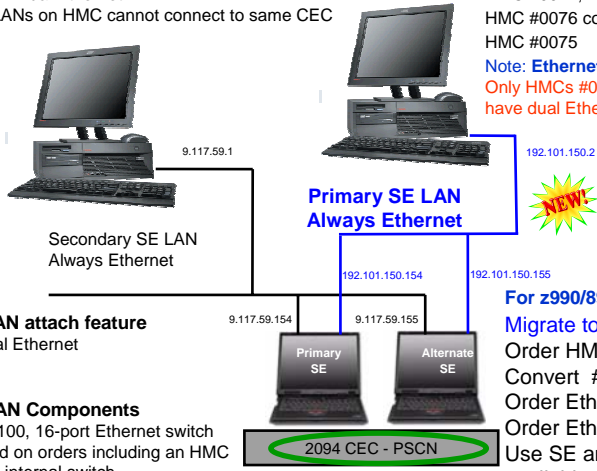 LANs on HMC cannot connect to same CEC
HMC #0076 co
HMC #0075
Note: Ethernet
Only HMCs #0
have dual Ethe
9.117.59.1
192.101.150.2
NEW!
Primary SE LAN
Always Ethernet
Secondary SE LAN
Always Ethernet
192.101.150.154
192.101.150.155
For z990/8
Migrate to
Order HM
Convert #
Order Eth
Order Eth
Use SE an
AN attach feature
al Ethernet
9.117.59.154
9.117.59.155
Primary
SE
Alternate
SE
AN Components
100, 16-port Ethernet switch
d on orders including an HMC
internal switch
2094 CEC - PSCN